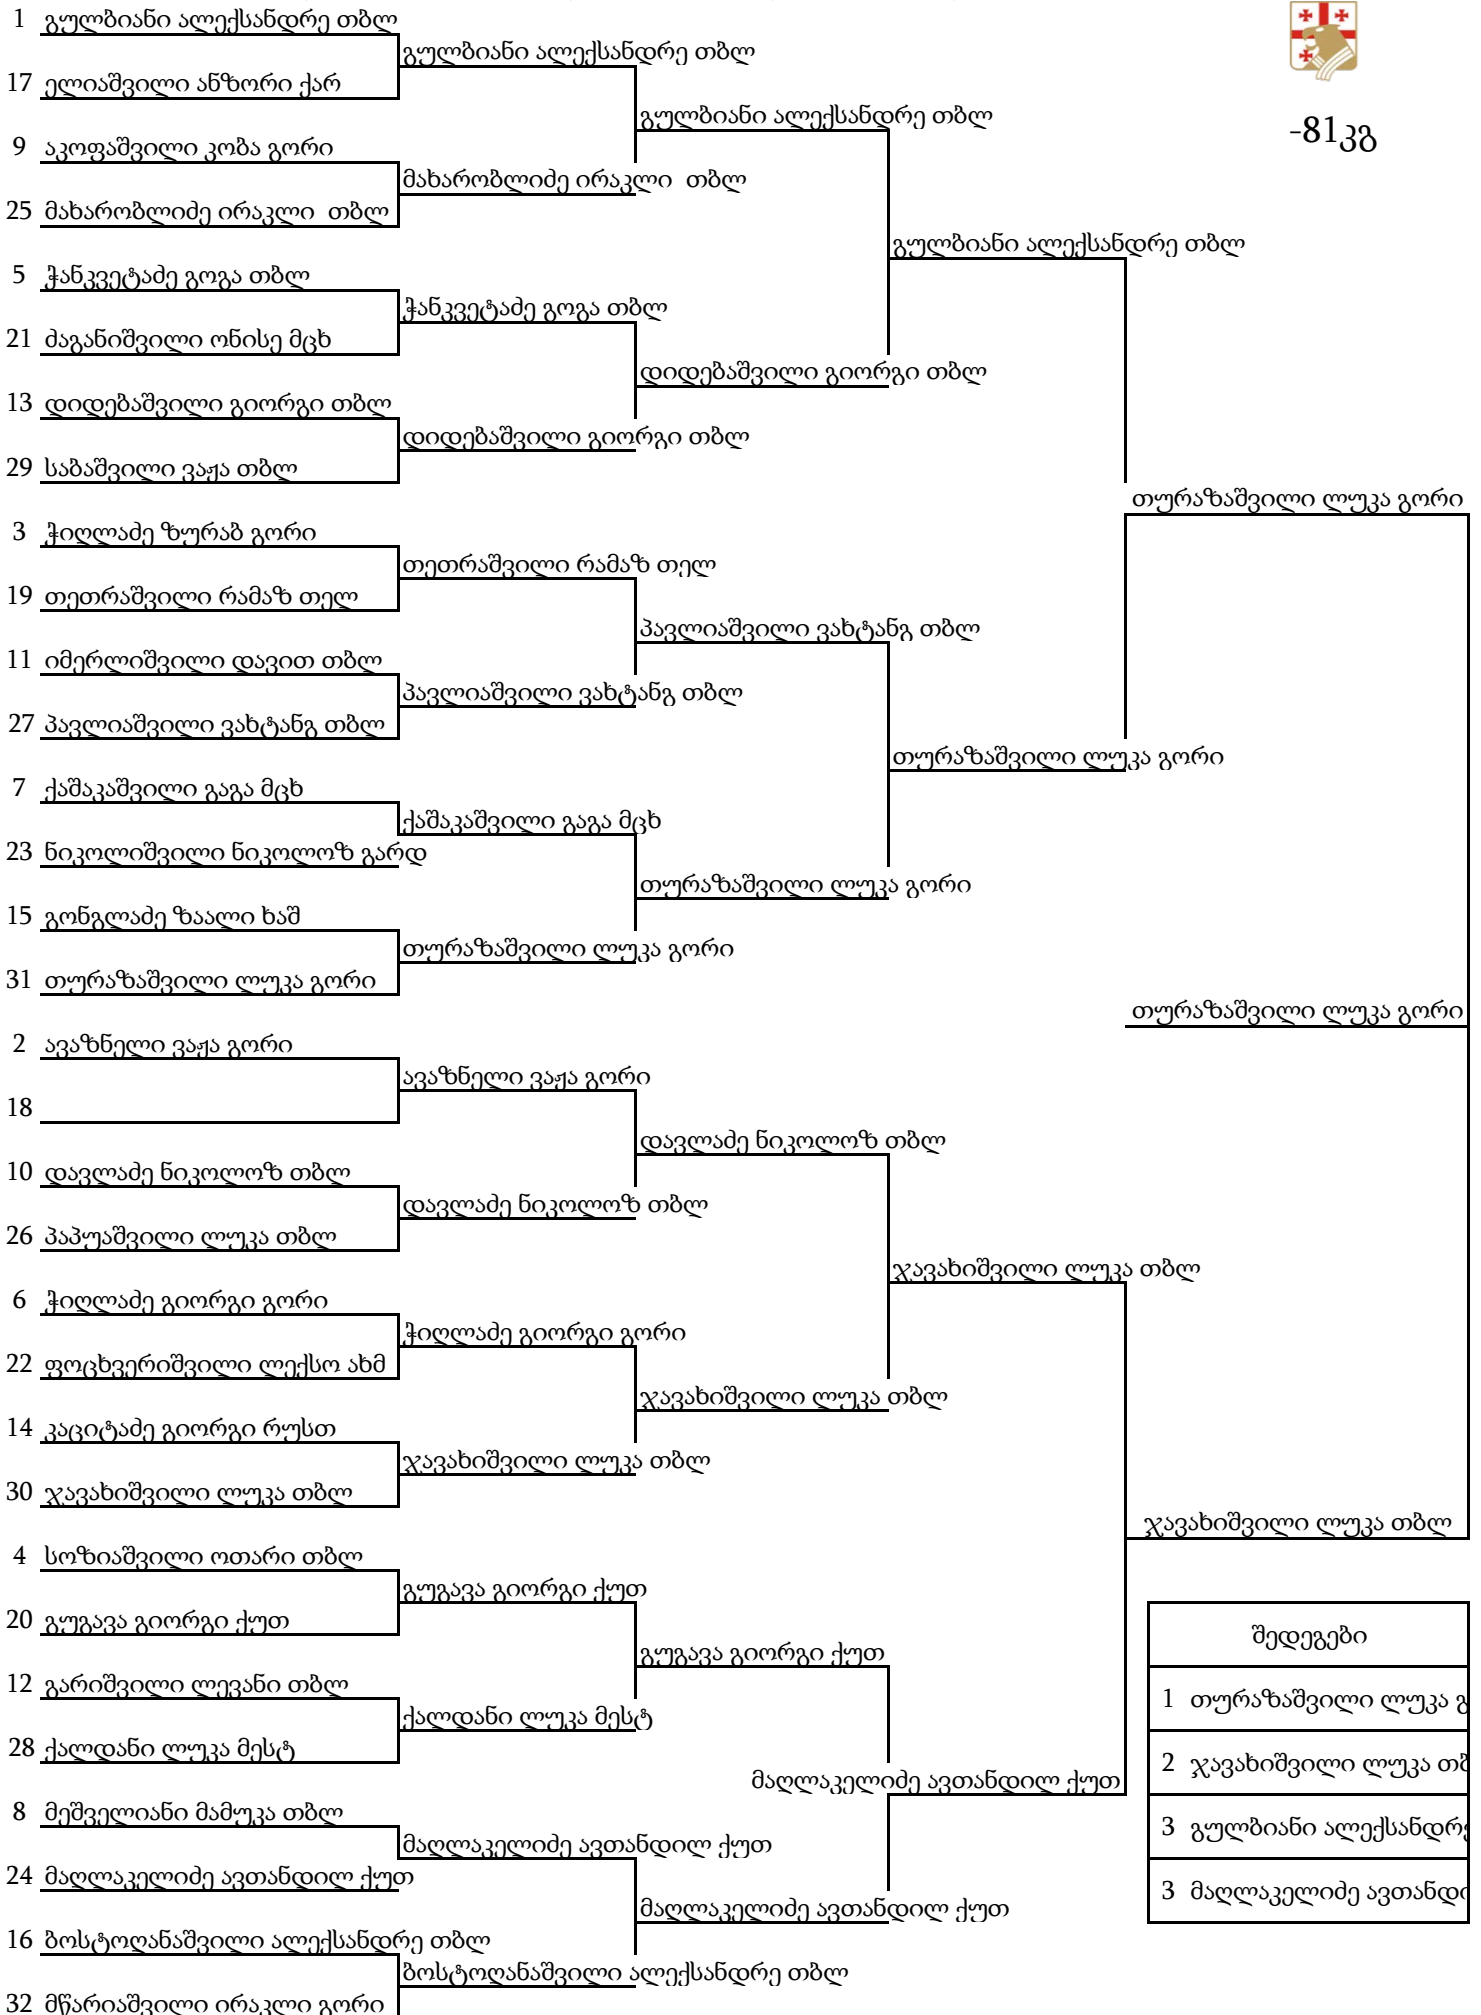 1 გულბიანი ალექსანდრე თბლ
გულბიანი ალექსანდრე თბლ
17 ელიაშვილი ანზორი ქარ
გულბიანი ალექსანდრე თბლ
-81კგ
9 აკოფაშვილი კობა გორი
მახარობლიძე ირაკლი თბლ
25 მახარობლიძე ირაკლი თბლ
გულბიანი ალექსანდრე თბლ
5 ჭანკვეტაძე გოგა თბლ
ჭანკვეტაძე გოგა თბლ
21 ძაგანიშვილი ონისე მცხ
დიდებაშვილი გიორგი თბლ
13 დიდებაშვილი გიორგი თბლ
დიდებაშვილი გიორგი თბლ
29 საბაშვილი ვაჟა თბლ
თურაზაშვილი ლუკა გორი
3 ჭიღლაძე ზურაბ გორი
თეთრაშვილი რამაზ თელ
19 თეთრაშვილი რამაზ თელ
პავლიაშვილი ვახტანგ თბლ
11 იმერლიშვილი დავით თბლ
პავლიაშვილი ვახტანგ თბლ
27 პავლიაშვილი ვახტანგ თბლ
თურაზაშვილი ლუკა გორი
7 ქაშაკაშვილი გაგა მცხ
ქაშაკაშვილი გაგა მცხ
23 ნიკოლიშვილი ნიკოლოზ გარდ
თურაზაშვილი ლუკა გორი
15 გონგლაძე ზაალი ხაშ
თურაზაშვილი ლუკა გორი
31 თურაზაშვილი ლუკა გორი
თურაზაშვილი ლუკა გორი
2 ავაზნელი ვაჟა გორი
ავაზნელი ვაჟა გორი
18
დავლაძე ნიკოლოზ თბლ
10 დავლაძე ნიკოლოზ თბლ
დავლაძე ნიკოლოზ თბლ
26 პაპუაშვილი ლუკა თბლ
ჯავახიშვილი ლუკა თბლ
6 ჭიღლაძე გიორგი გორი
ჭიღლაძე გიორგი გორი
22 ფოცხვერიშვილი ლექსო ახმ
ჯავახიშვილი ლუკა თბლ
14 კაციტაძე გიორგი რუსთ
ჯავახიშვილი ლუკა თბლ
30 ჯავახიშვილი ლუკა თბლ
ჯავახიშვილი ლუკა თბლ
4 სოზიაშვილი ოთარი თბლ
გუგავა გიორგი ქუთ
20 გუგავა გიორგი ქუთ
შედეგები
გუგავა გიორგი ქუთ
12 გარიშვილი ლევანი თბლ
1 თურაზაშვილი ლუკა გ
ქალდანი ლუკა მესტ
28 ქალდანი ლუკა მესტ
2 ჯავახიშვილი ლუკა თბ
მაღლაკელიძე ავთანდილ ქუთ
8 მეშველიანი მამუკა თბლ
3 გულბიანი ალექსანდრე
მაღლაკელიძე ავთანდილ ქუთ
24 მაღლაკელიძე ავთანდილ ქუთ
3 მაღლაკელიძე ავთანდი
მაღლაკელიძე ავთანდილ ქუთ
16 ბოსტოღანაშვილი ალექსანდრე თბლ
ბოსტოღანაშვილი ალექსანდრე თბლ
32 მწარიაშვილი ირაკლი გორი